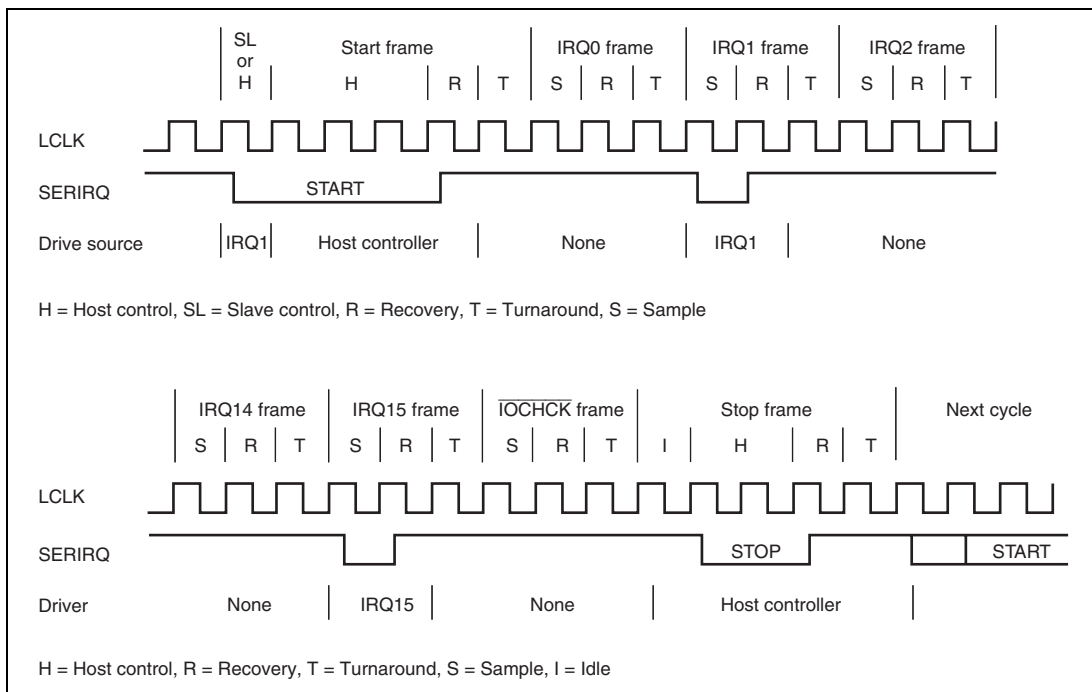 SL
or
H
Start frame
IRQ0 frame
IRQ1 frame
IRQ2 frame
H R T S R T S R T S R T
LCLK
SERIRQ
START
Drive source
IRQ1 Host controller None IRQ1 None
H = Host control, SL = Slave control, R = Recovery, T = Turnaround, S = Sample
IRQ14 frame IRQ15 frame IOCHCK frame Stop frame Next cycle
S R T S R T S R T I H R T
LCLK
SERIRQ
STOP START
Driver None IRQ15 None Host controller
H = Host control, R = Recovery, T = Turnaround, S = Sample, I = Idle